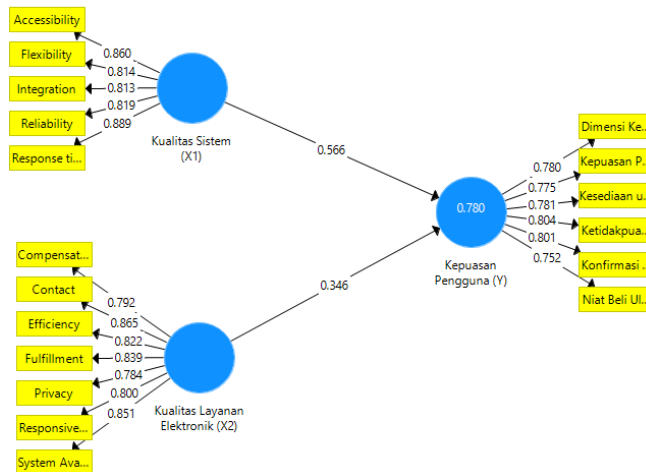 Accessibility
Flexibility
Integration
Reliability
Response ti...
0.860
0.814
0.813
0.819
0.889
Kualitas Sistem
(X1)
0.566
Compensat...
Contact
Efficiency
Fulfillment
Privacy
Responsive...
System Ava...
0.792
0.865
0.822
0.839
0.784
0.800
0.851
Kualitas Layanan
Elektronik (X2)
0.346
0.780
Kepuasan
Pengguna (Y)
0.780
0.775
0.781
0.804
0.801
0.752
Dimensi Ke...
Kepuasan P...
Kesediaan u...
Ketidakpua...
Konfirmasi ...
Niat Beli Ul...